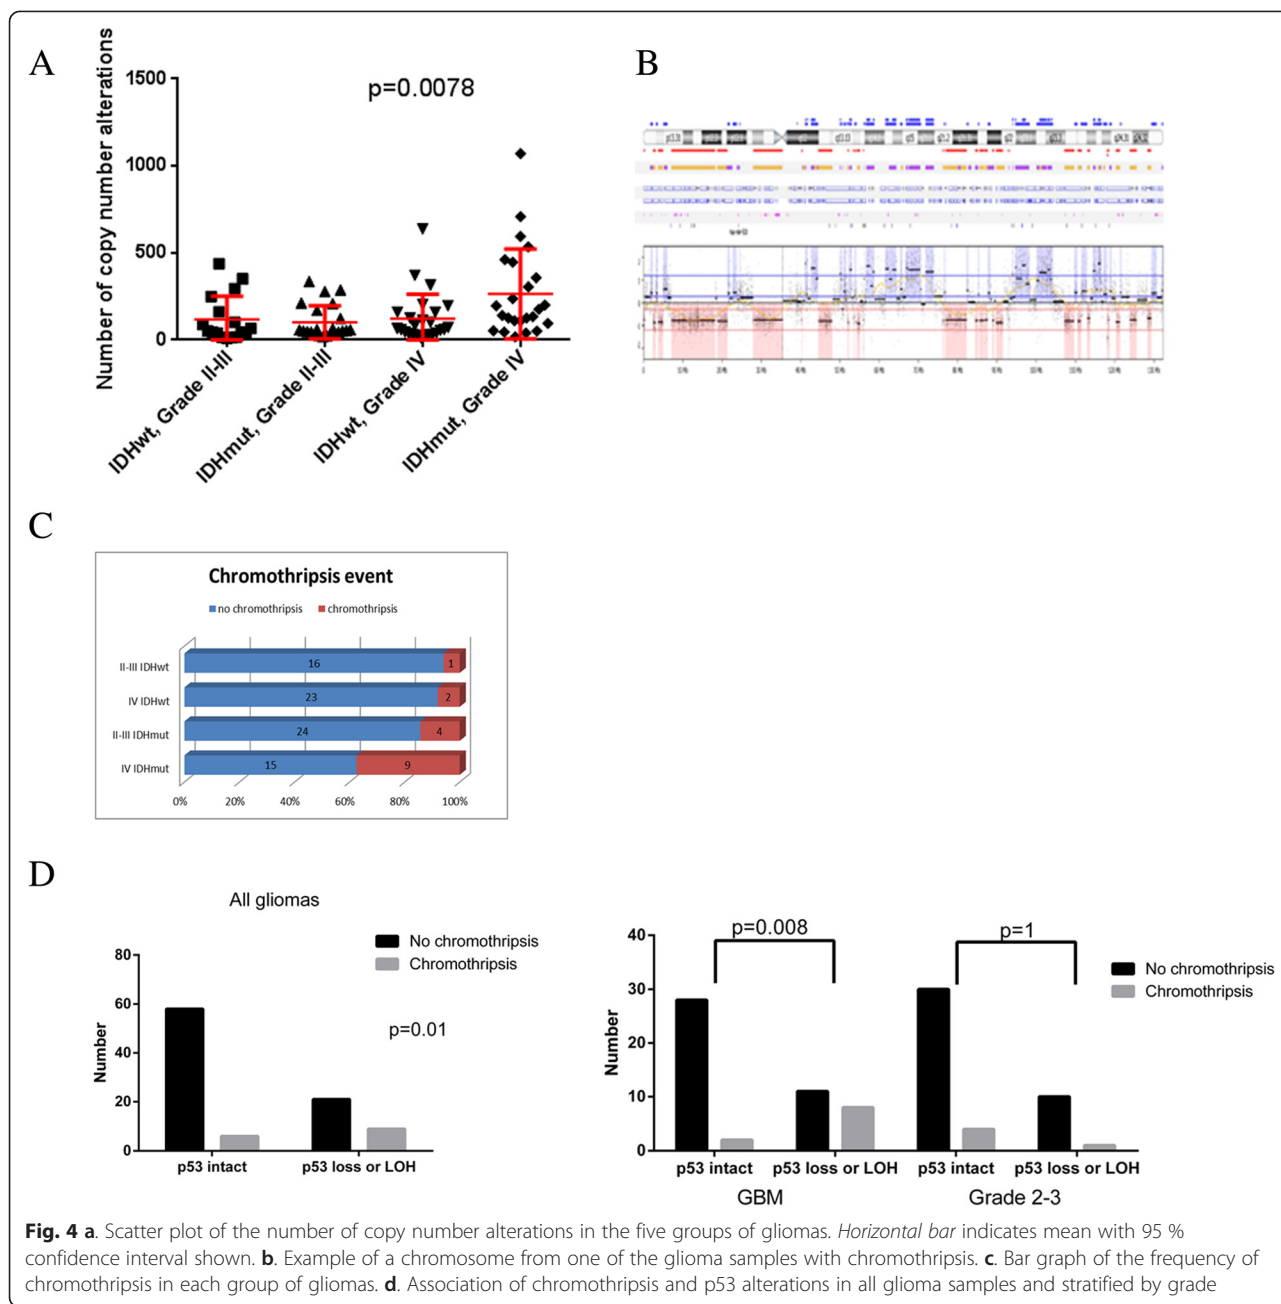 A
Number of copy number alterations
1500
1000
500
0
p=0.0078
IDHwt, Grade II-III
IDHmut, Grade II-III
IDHwt, Grade IV
IDHmut, Grade IV
B
C
Chromothripsis event
no chromothripsis chromothripsis
II-III IDHwt 16 1
IV IDHwt 23 2
II-III IDHmut 24 4
IV IDHmut 15 9
0% 20% 40% 60% 80% 100%
D
All gliomas
No chromothripsis
Chromothripsis
p=0.01
Number
80
60
40
20
0
p53 intact p53 loss or LOH
p=0.008 p=1
No chromothripsis
Chromothripsis
Number
40
30
20
10
0
p53 intact p53 loss or LOH p53 intact p53 loss or LOH
GBM Grade 2-3
Fig. 4 a. Scatter plot of the number of copy number alterations in the five groups of gliomas. Horizontal bar indicates mean with 95 %
confidence interval shown. b. Example of a chromosome from one of the glioma samples with chromothripsis. c. Bar graph of the frequency of
chromothripsis in each group of gliomas. d. Association of chromothripsis and p53 alterations in all glioma samples and stratified by grade